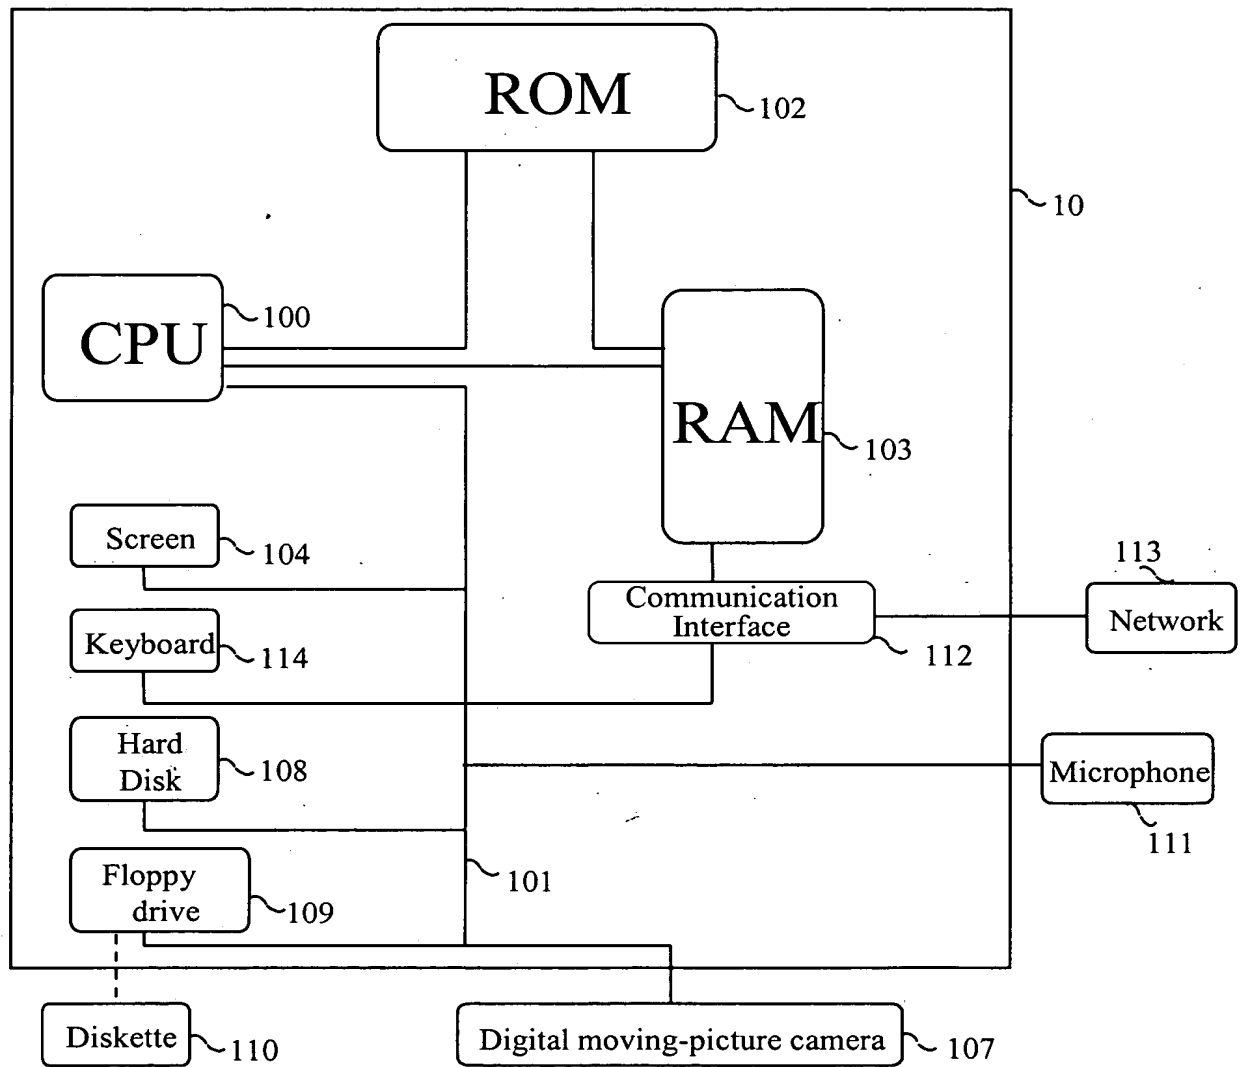 ROM
102
10
CPU
100
RAM
103
Screen
104
Communication
Interface
112
113
Network
Keyboard
114
Hard
Disk
108
Microphone
111
101
Floppy
drive
109
Diskette
110
Digital moving-picture camera
107